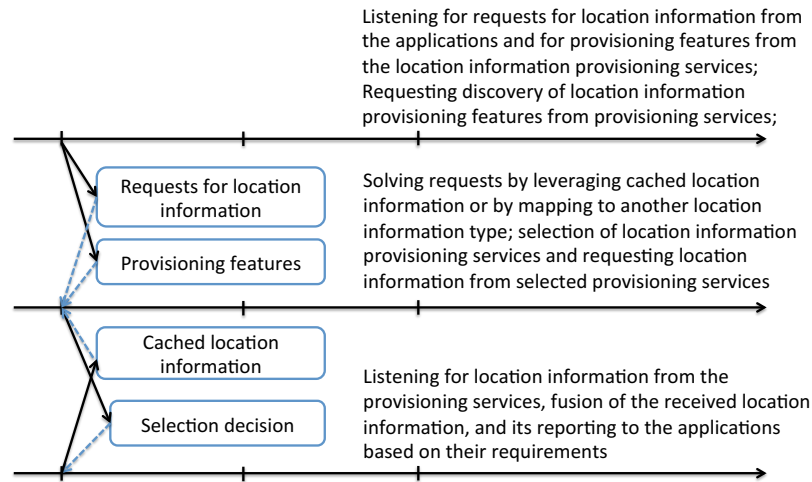 Listening for requests for location information from
the applications and for provisioning features from
the location information provisioning services;
Requesting discovery of location information
provisioning features from provisioning services;
Requests for location
information
Provisioning features
Solving requests by leveraging cached location
information or by mapping to another location
information type; selection of location information
provisioning services and requesting location
information from selected provisioning services
Cached location
information
Selection decision
Listening for location information from the
provisioning services, fusion of the received location
information, and its reporting to the applications
based on their requirements